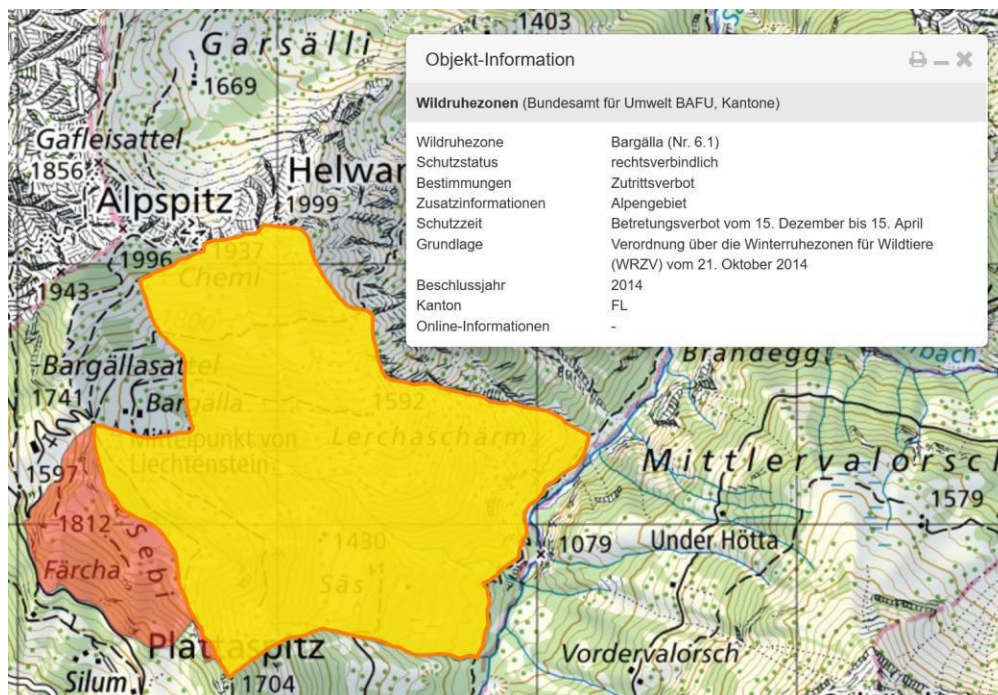 1403
Garsälli
1669
Gafleisattel
1856
Alpspitz
1999
1996
1937
Chemi
1943
1800
Bargällasattel
1741
Bargälla
1592
Mittelpunkt von
Liechtenstein
Lerchaschärm
1597
1812
Seibi
Färcha
1430
Säs
1079
Plattaspitz
Silum
1704
Brandegg
Mittlervalorsch
1579
Under Hötta
Vordervalorsch
Objekt-Information
Wildruhezonen (Bundesamt für Umwelt BAFU, Kantone)
Wildruhezone Bargälla (Nr. 6.1)
Schutzstatus rechtsverbindlich
Bestimmungen Zutrittsverbot
Zusatzinformationen Alpengebiet
Schutzzeit Betretungsverbot vom 15. Dezember bis 15. April
Grundlage Verordnung über die Winterruhezonen für Wildtiere
(WRZV) vom 21. Oktober 2014
Beschlussjahr 2014
Kanton FL
Online-Informationen -